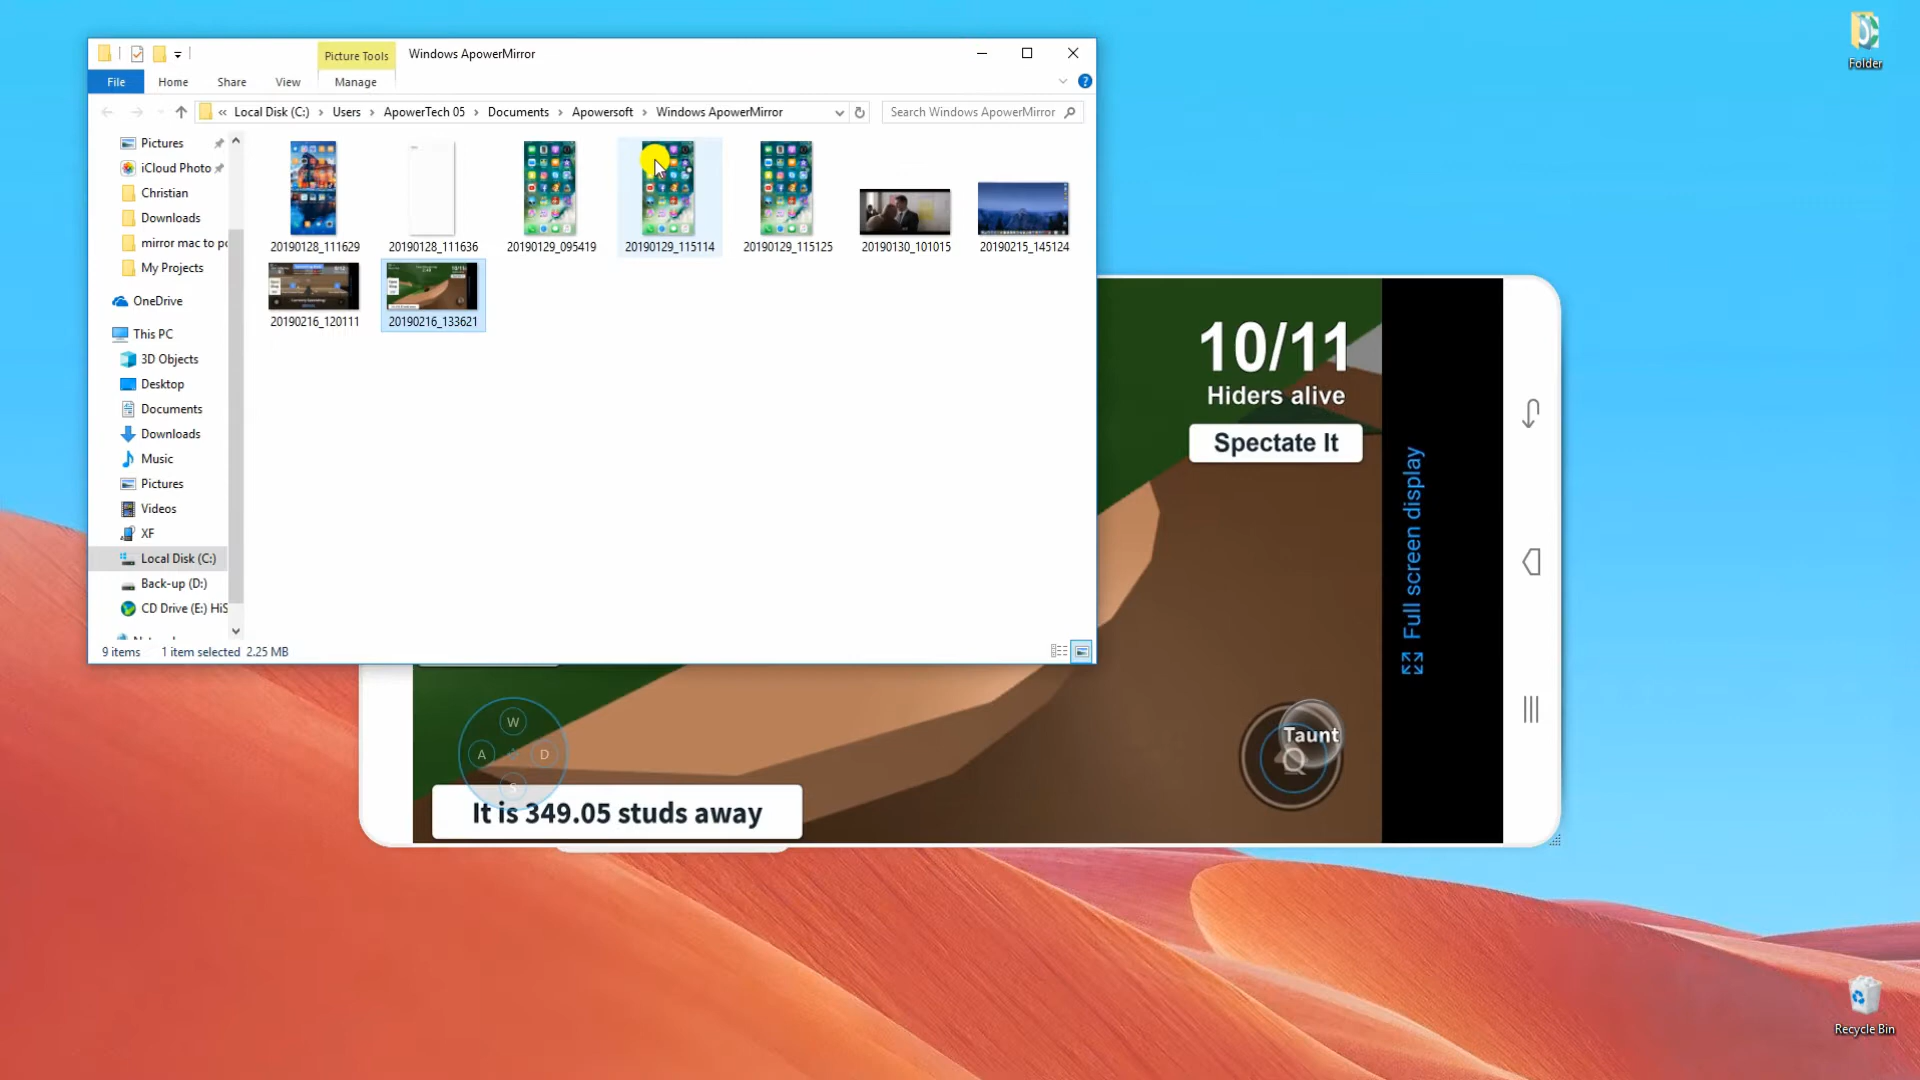 Folder
Picture Tools
Windows ApowerMirror
File
Home
Share
View
Manage
« Local Disk (C:) › Users › ApowerTech 05 › Documents › Apowersoft › Windows ApowerMirror
Search Windows ApowerMirror
Pictures
iCloud Photo
Christian
Downloads
mirror mac to pc
My Projects
OneDrive
This PC
3D Objects
Desktop
Documents
Downloads
Music
Pictures
Videos
XF
Local Disk (C:)
Back-up (D:)
CD Drive (E:) HiS
20190128_111629
20190128_111636
20190129_095419
20190129_115114
20190129_115125
20190130_101015
20190215_145124
20190216_120111
20190216_133621
9 items
1 item selected 2.25 MB
10/11
Hiders alive
Spectate It
Full screen display
W
A
D
S
Taunt
Q
It is 349.05 studs away
Recycle Bin